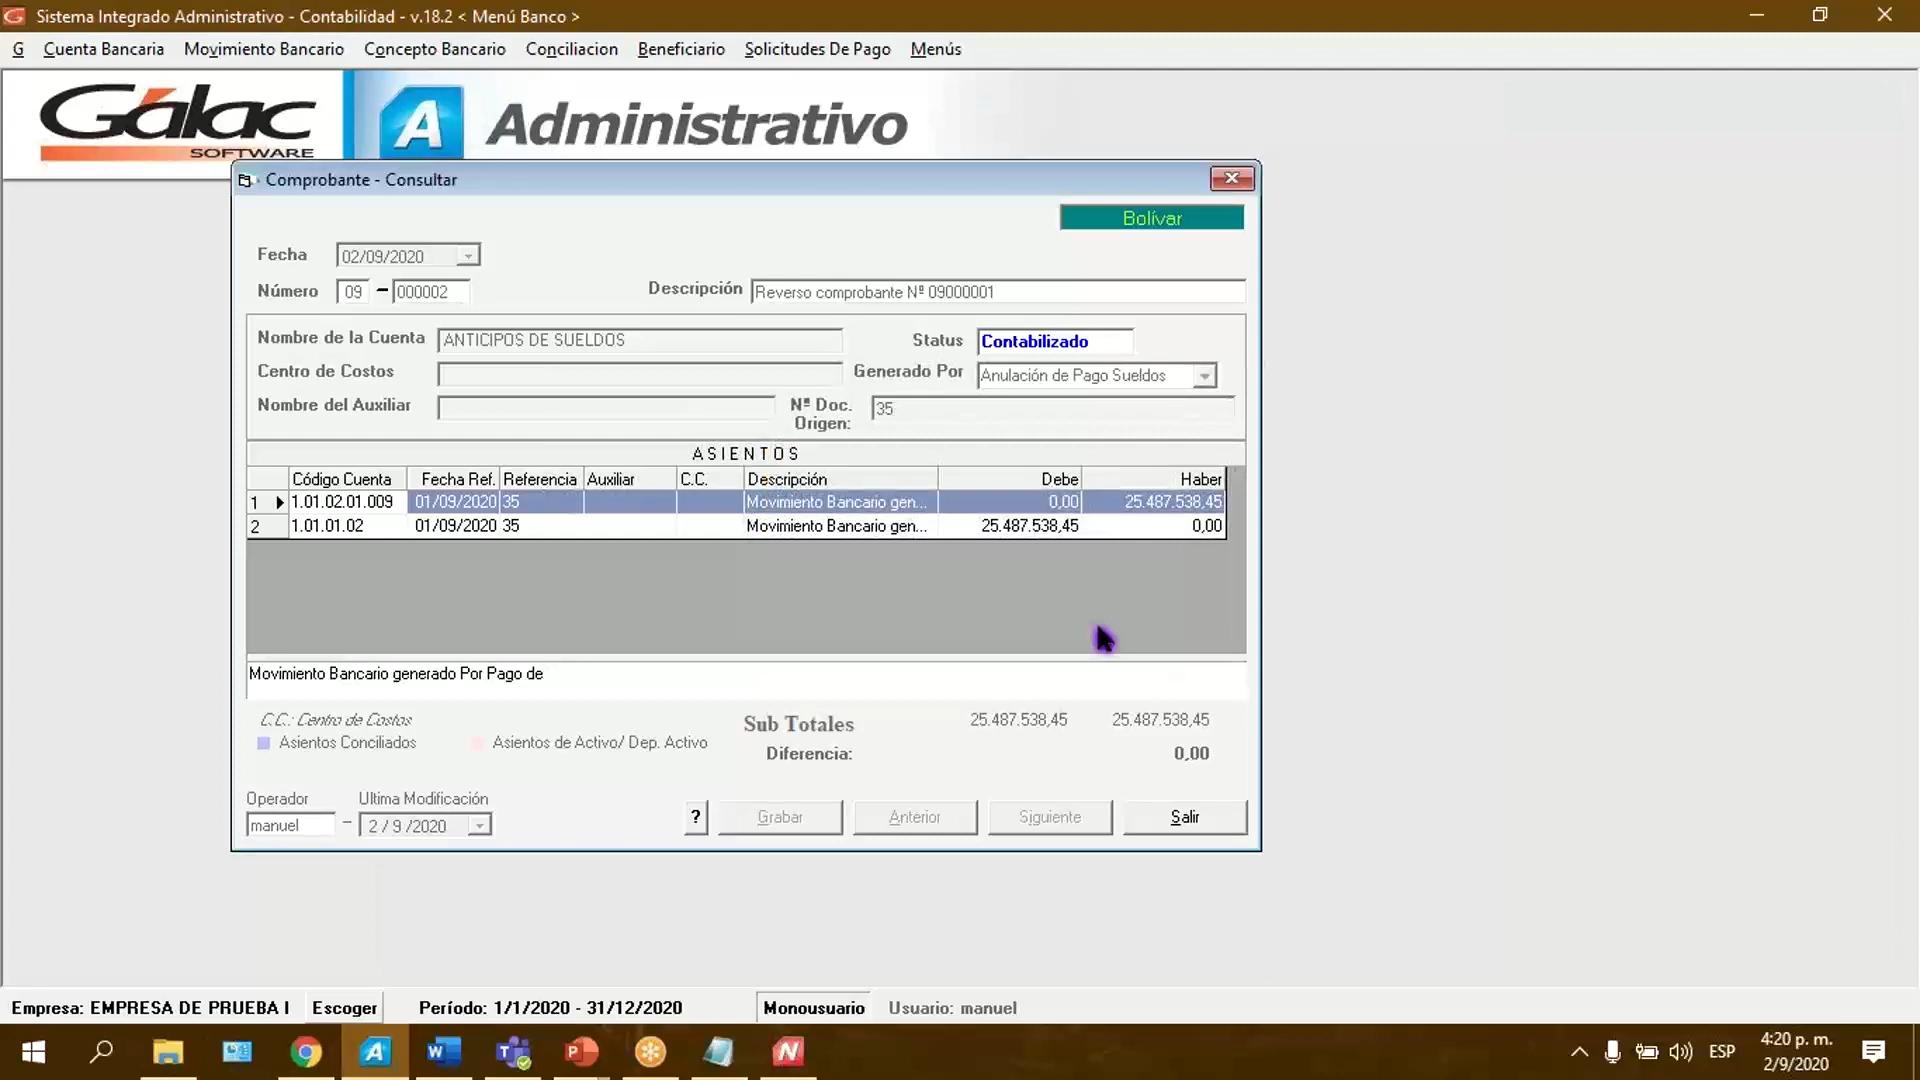 Sistema Integrado Administrativo - Contabilidad - v.18.2 < Menú Banco >
G Cuenta Bancaria Movimiento Bancario Concepto Bancario Conciliacion Beneficiario Solicitudes De Pago Menús
Gálac
SOFTWARE
A Administrativo
Comprobante - Consultar
Bolívar
Fecha 02/09/2020
Número 09 - 000002 Descripción Reverso comprobante Nº 09000001
Nombre de la Cuenta ANTICIPOS DE SUELDOS Status Contabilizado
Centro de Costos Generado Por Anulación de Pago Sueldos
Nombre del Auxiliar Nº Doc. Origen: 35
ASIENTOS
Código Cuenta Fecha Ref. Referencia Auxiliar C.C. Descripción Debe Haber
1 1.01.02.01.009 01/09/2020 35 Movimiento Bancario gen... 0,00 25.487.538,45
2 1.01.01.02 01/09/2020 35 Movimiento Bancario gen... 25.487.538,45 0,00
Movimiento Bancario generado Por Pago de
C.C.: Centro de Costos Sub Totales 25.487.538,45 25.487.538,45
Asientos Conciliados Asientos de Activo/ Dep. Activo Diferencia: 0,00
Operador Ultima Modificación
manuel - 2 / 9 /2020 ? Grabar Anterior Siguiente Salir
Empresa: EMPRESA DE PRUEBA I Escoger Período: 1/1/2020 - 31/12/2020 Monousuario Usuario: manuel
ESP 4:20 p. m.
2/9/2020